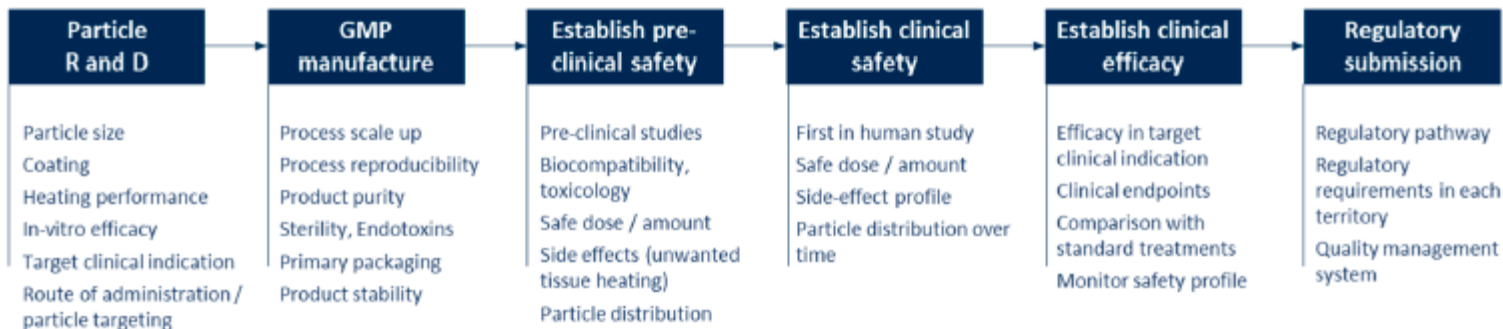 Particle
R and D
GMP
manufacture
Establish pre-
clinical safety
Establish clinical
safety
Establish clinical
efficacy
Regulatory
submission
Particle size
Coating
Heating performance
In-vitro efficacy
Target clinical indication
Route of administration /
particle targeting
Process scale up
Process reproducibility
Product purity
Sterility, Endotoxins
Primary packaging
Product stability
Pre-clinical studies
Biocompatibility,
toxicology
Safe dose / amount
Side effects (unwanted
tissue heating)
Particle distribution
First in human study
Safe dose / amount
Side-effect profile
Particle distribution over
time
Efficacy in target
clinical indication
Clinical endpoints
Comparison with
standard treatments
Monitor safety profile
Regulatory pathway
Regulatory
requirements in each
territory
Quality management
system